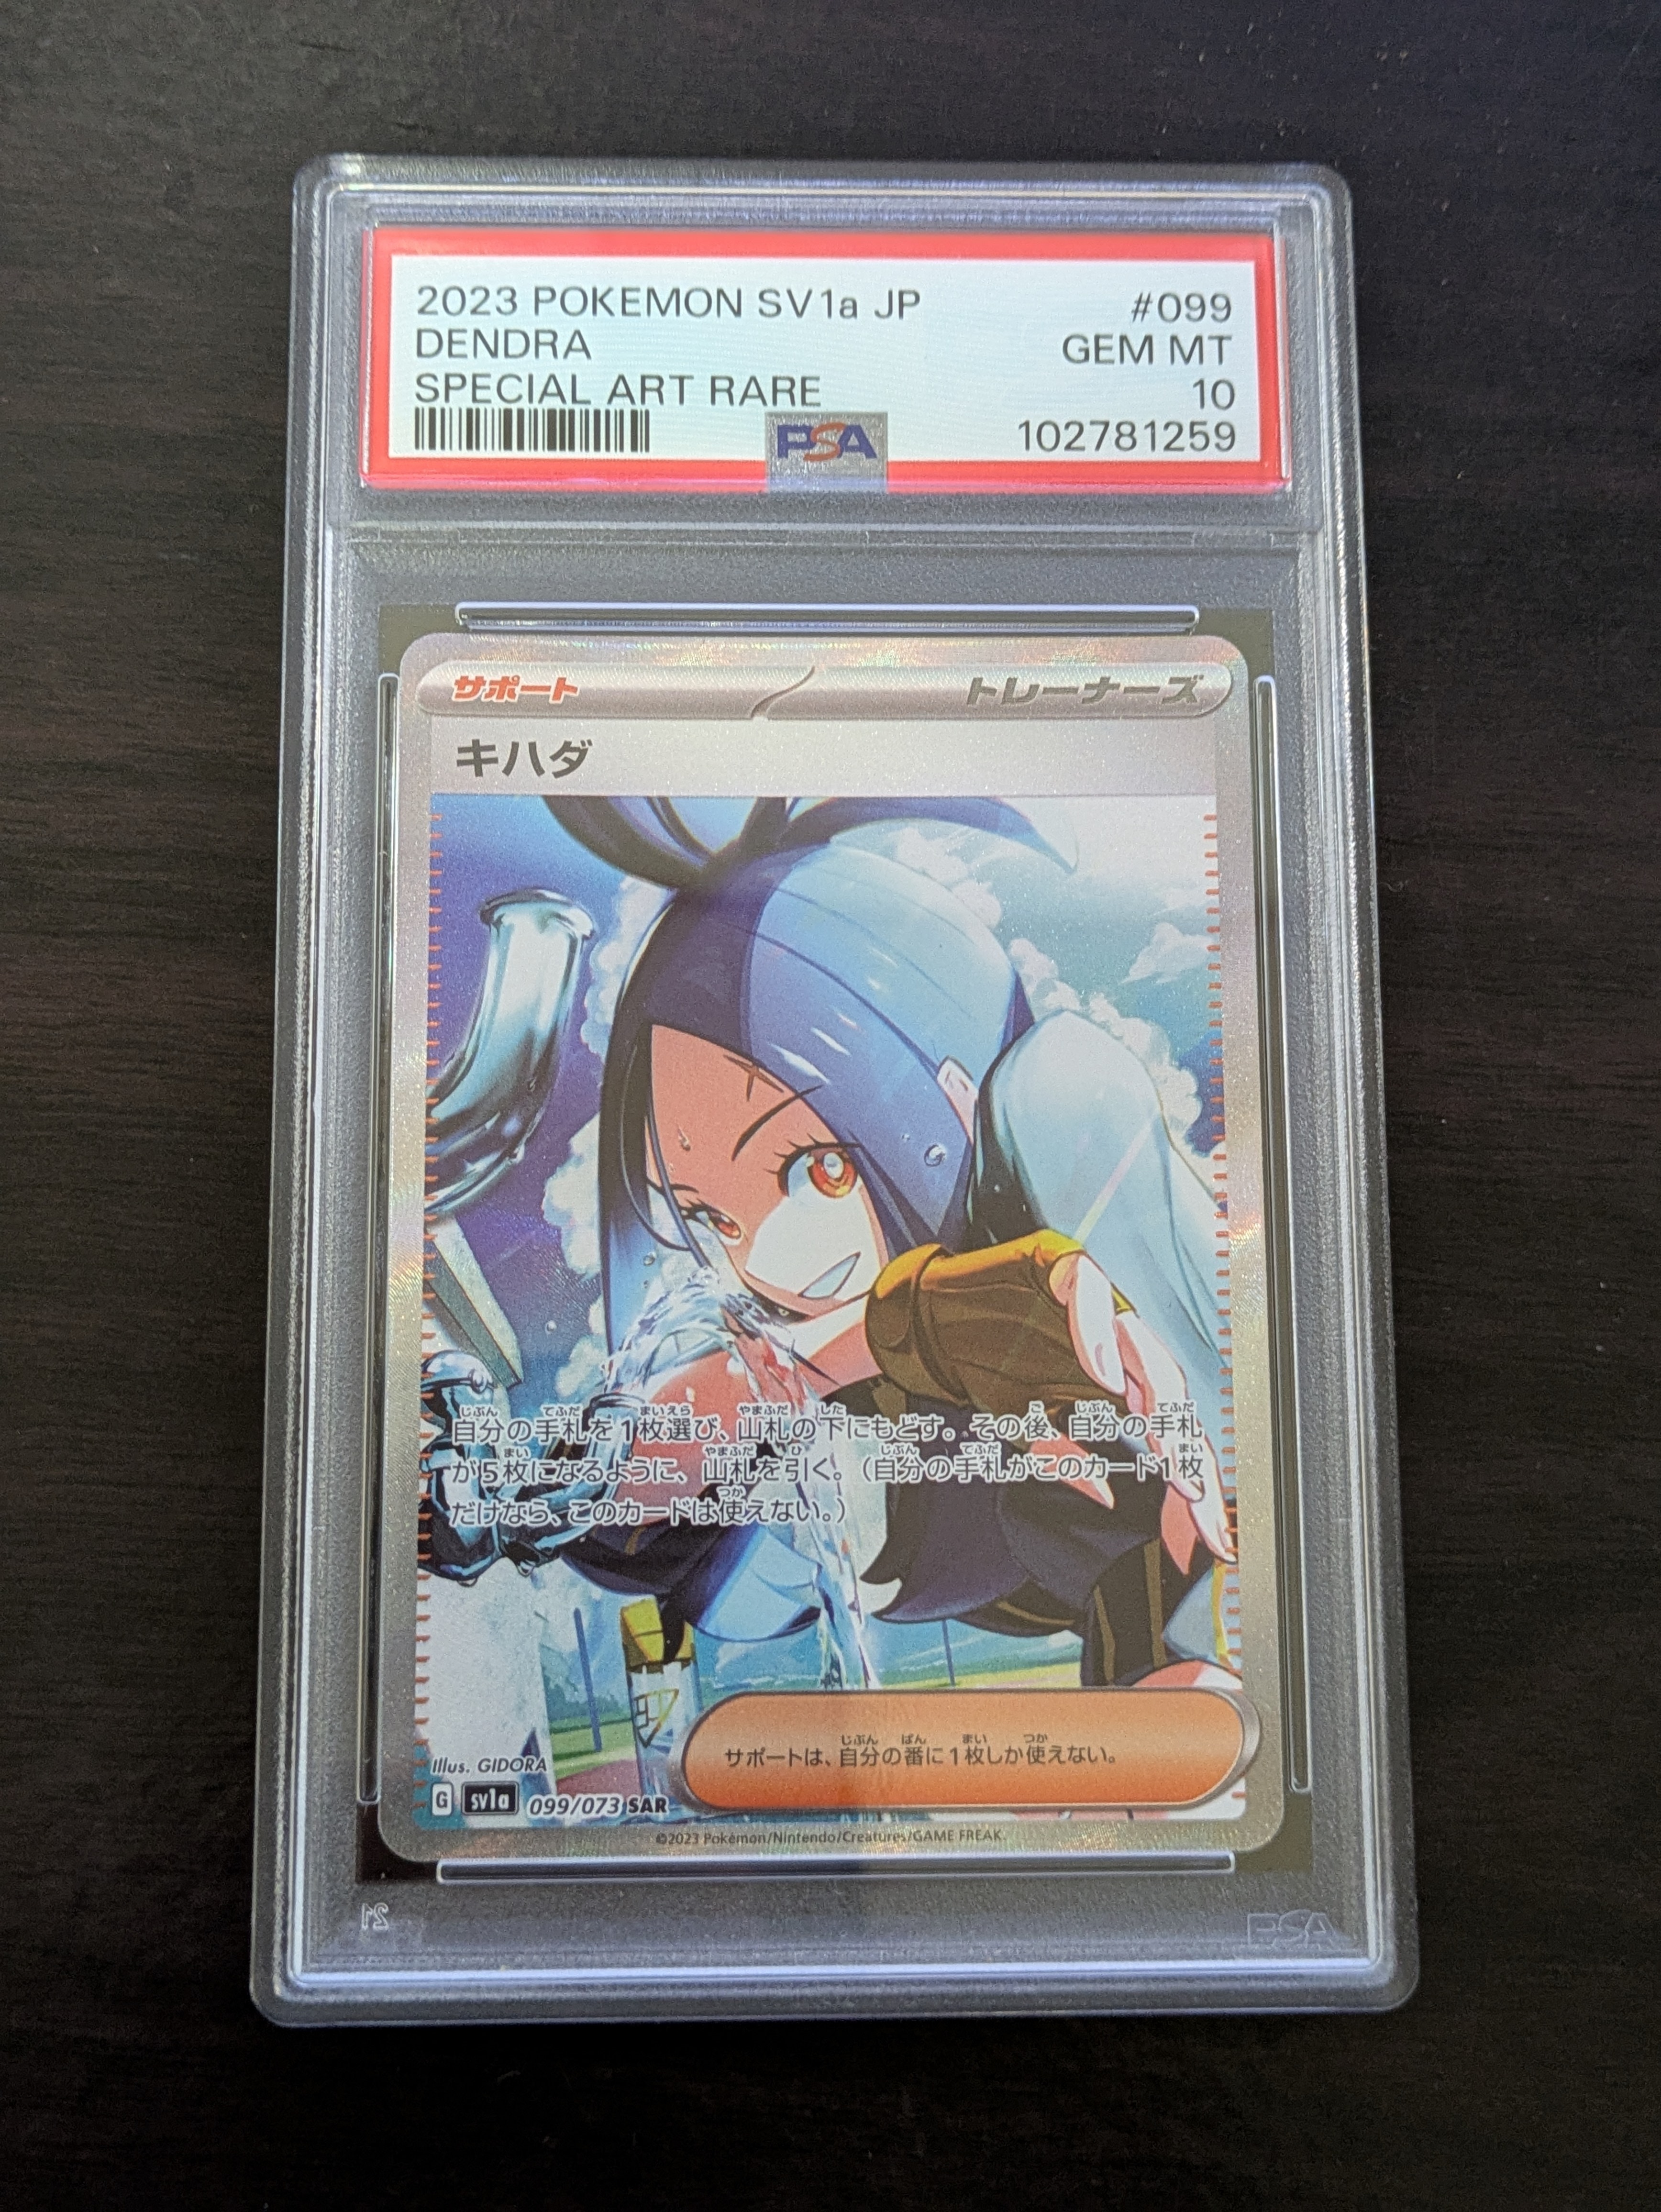 2023 POKEMON SV1a JP #099
DENDRA GEM MT
SPECIAL ART RARE 10
PSA 102781259
サポート トレーナーズ
キハダ
自分の手札を1枚選び、山札の下にもどす。その後、自分の手札
が5枚になるように、山札を引く。（自分の手札がこのカード1枚
だけなら、このカードは使えない。）
サポートは、自分の番に1枚しか使えない。
Illus. GIDORA
G sv1a 099/073 SAR
©2023 Pokémon/Nintendo/Creatures/GAME FREAK.
21 PSA